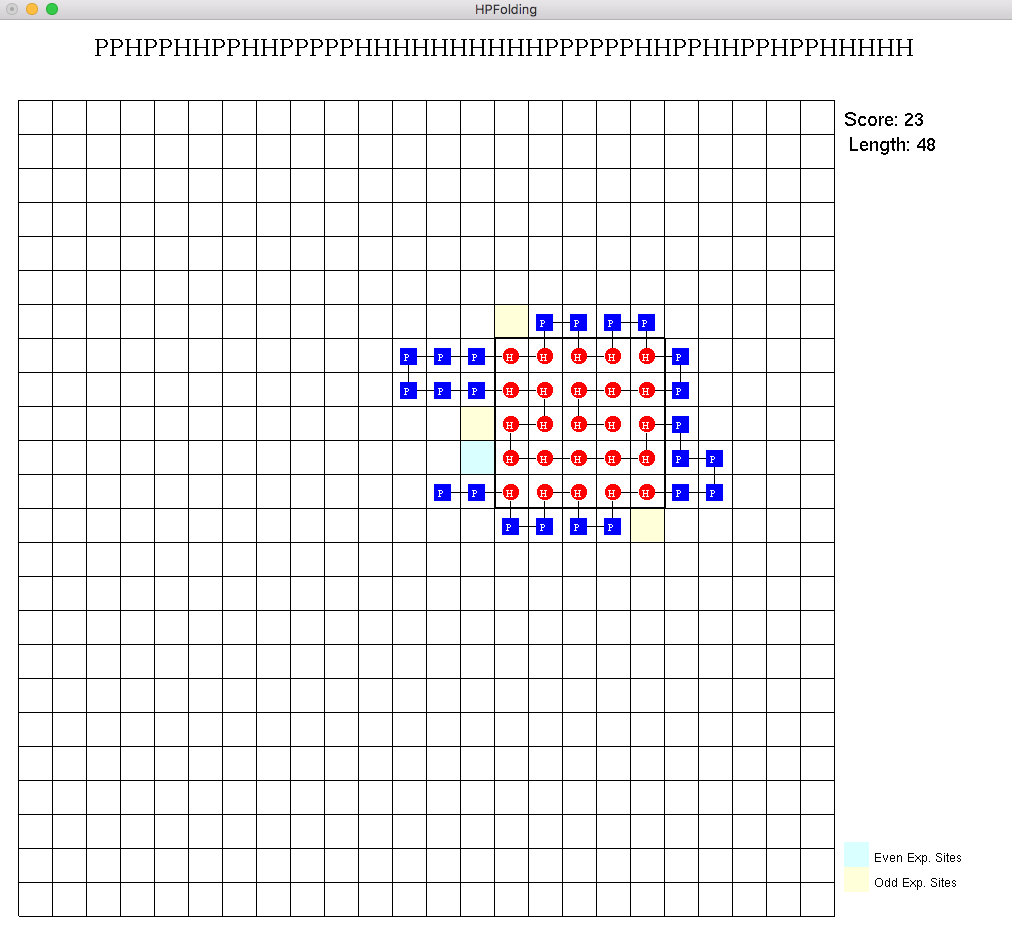 HPFolding
PPHPPHHPPHHPPPPPHHHHHHHHHHPPPPPPHHPPHHPPHPPHHHHH
Score: 23
Length: 48
P P P P
P P P H H H H H P
P P P H H H H H P
H H H H H P
H H H H H P P
P P H H H H H P P
P P P P
Even Exp. Sites
Odd Exp. Sites